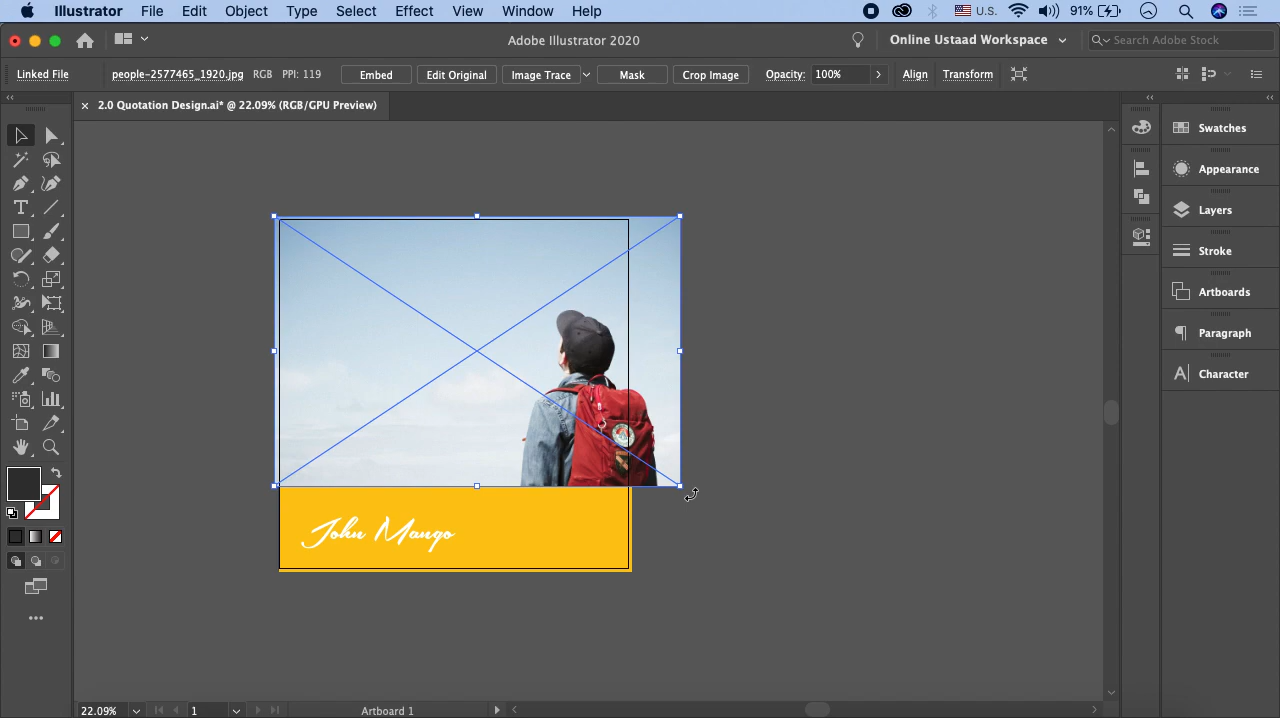 Illustrator File Edit Object Type Select Effect View Window Help U.S. 91%
Adobe Illustrator 2020 Online Ustaad Workspace Search Adobe Stock
Linked File people-2577465_1920.jpg RGB PPI: 119 Embed Edit Original Image Trace Mask Crop Image Opacity: 100% Align Transform
× 2.0 Quotation Design.ai* @ 22.09% (RGB/GPU Preview)
Swatches
Appearance
Layers
Stroke
Artboards
Paragraph
Character
John Mango
22.09% 1 Artboard 1